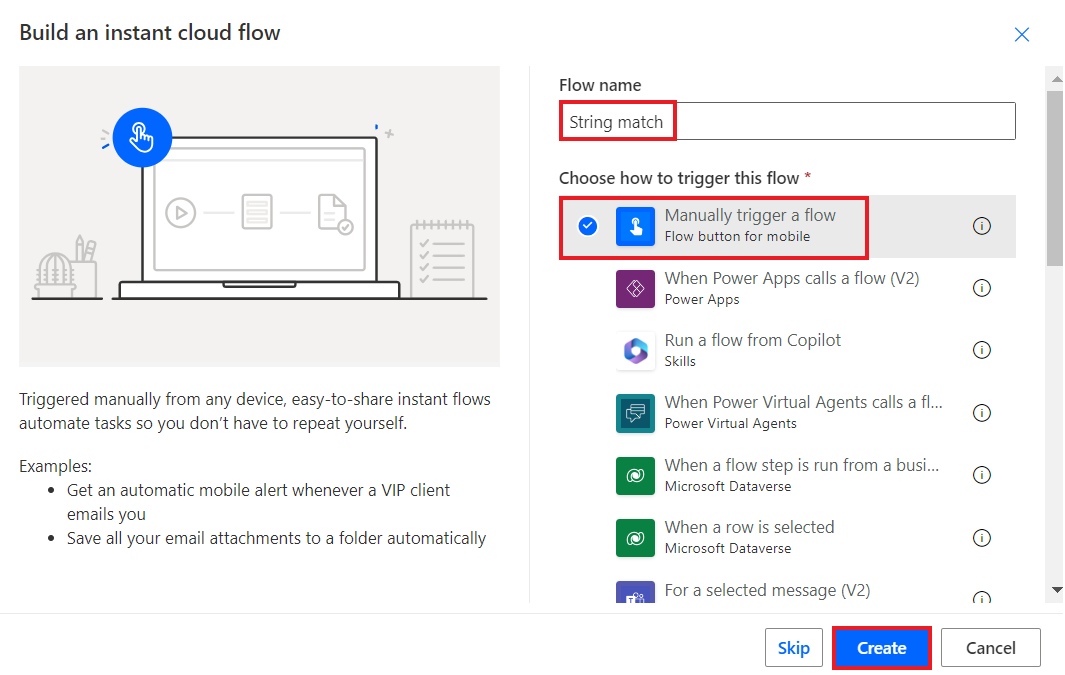 Build an instant cloud flow
Triggered manually from any device, easy-to-share instant flows
automate tasks so you don’t have to repeat yourself.
Examples:
Get an automatic mobile alert whenever a VIP client
emails you
Save all your email attachments to a folder automatically
Flow name
String match
Choose how to trigger this flow *
Manually trigger a flow
Flow button for mobile
When Power Apps calls a flow (V2)
Power Apps
Run a flow from Copilot
Skills
When Power Virtual Agents calls a fl...
Power Virtual Agents
When a flow step is run from a busi...
Microsoft Dataverse
When a row is selected
Microsoft Dataverse
For a selected message (V2)
Skip
Create
Cancel